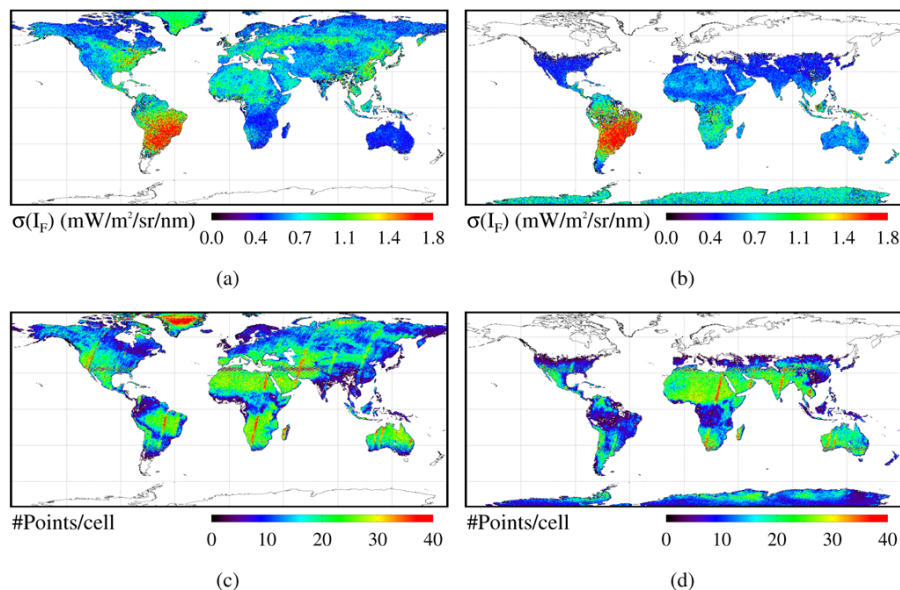 σ(I_F) (mW/m²/sr/nm)
0.0 0.4 0.7 1.1 1.4 1.8
(a)
σ(I_F) (mW/m²/sr/nm)
0.0 0.4 0.7 1.1 1.4 1.8
(b)
#Points/cell
0 10 20 30 40
(c)
#Points/cell
0 10 20 30 40
(d)